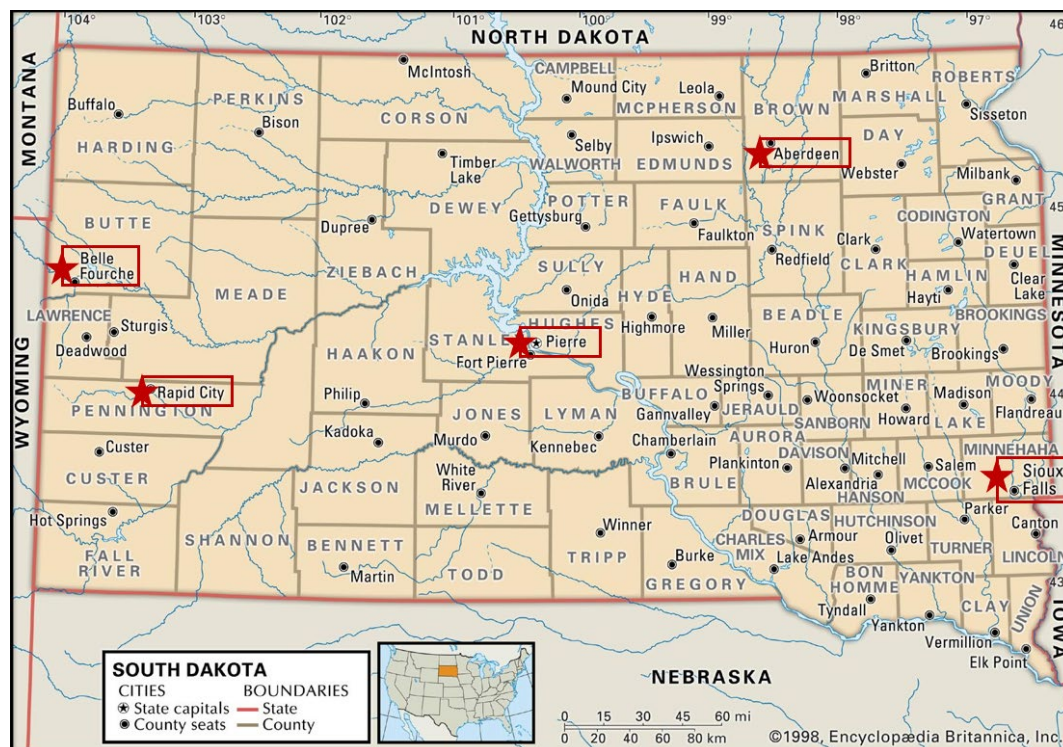 104
103
102
101
100
99
98
97
46
NORTH DAKOTA
MONTANA
CAMPBELL
Britton
ROBERTS
McIntosh
Mound City
Leola
MARSHALL
Buffalo
PERKINS
MCPHERSON
BROWN
Sisseton
Bison
CORSON
Selby
Ipswich
DAY
HARDING
WALWORTH
EDMUNDS
Aberdeen
Timber
Lake
Webster
Milbank
GRANT
DEWEY
POTTER
FAULK
CODINGTON
45
BUTTE
Dupree
Gettysburg
Faulkton
SPINK
Clark
Watertown
Belle
Fourche
ZIEBACH
SULLY
Redfield
CLARK
HAMLIN
DEUEL
Clear
Lake
MEADE
Onida
HYDE
HAND
Hayti
MINNESOTA
LAWRENCE
Sturgis
HUGHES
Highmore
Miller
BEADLE
KINGSBURY
BROOKINGS
Deadwood
HAAKON
STANLEY
Pierre
Fort Pierre
Huron
De Smet
Brookings
WYOMING
Rapid City
Philip
Wessington
Springs
MINER
MOODY
44
PENNINGTON
JONES
LYMAN
BUFFALO
Gannvalley
JERAULD
Woonsocket
Madison
Flandreau
Kadoka
Murdo
Kennebec
SANBORN
Howard
LAKE
Custer
Chamberlain
AURORA
DAVISON
MINNEHAHA
CUSTER
White
River
Plankinton
Mitchell
Salem
Sioux
Falls
JACKSON
BRULE
Alexandria
HANSON
MCCOOK
Hot Springs
MELLETTE
DOUGLAS
Parker
SHANNON
Winner
Armour
HUTCHINSON
Olivet
Canton
FALL
RIVER
BENNETT
TRIPP
Burke
CHARLES
MIX
Lake Andes
TURNER
LINCOLN
Martin
TODD
GREGORY
BON
HOMME
YANKTON
43
Tyndall
CLAY
UNION
Yankton
Vermillion
Elk Point
IOWA
NEBRASKA
SOUTH DAKOTA
CITIES
BOUNDARIES
State capitals
State
County seats
County
0 15 30 45 60 mi
0 20 40 60 80 km
©1998, Encyclopædia Britannica, Inc.